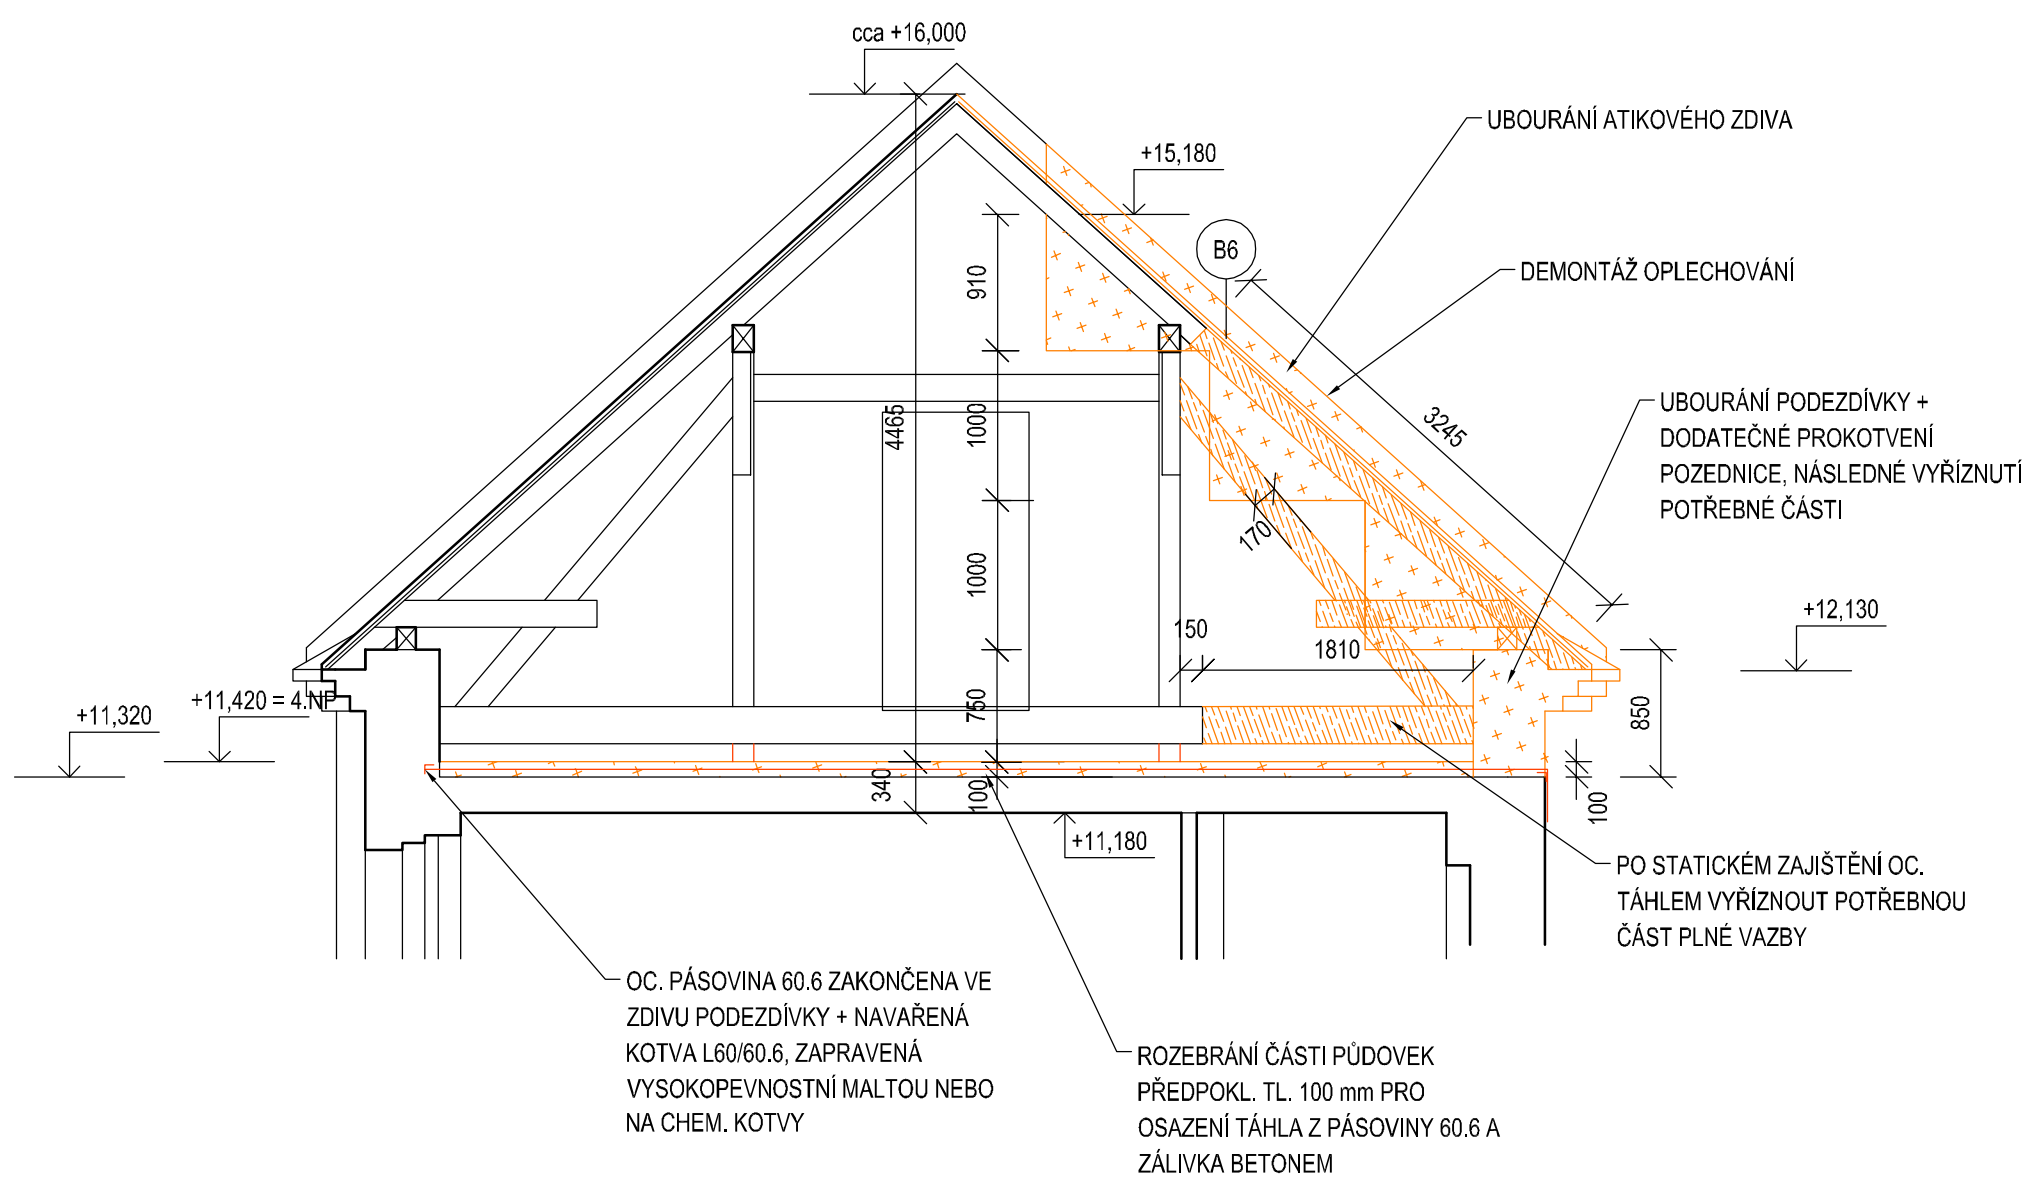 cca +16,000
UBOURÁNÍ ATIKOVÉHO ZDIVA
+15,180
B6
DEMONTÁŽ OPLECHOVÁNÍ
910
UBOURÁNÍ PODEZDÍVKY +
DODATEČNÉ PROKOTVENÍ
POZEDNICE, NÁSLEDNÉ VYŘÍZNUTÍ
POTŘEBNÉ ČÁSTI
4465
1000
3245
170
1000
+12,130
150
1810
+11,320
+11,420 = 4.NP
750
850
340
100
100
+11,180
PO STATICKÉM ZAJIŠTĚNÍ OC.
TÁHLEM VYŘÍZNOUT POTŘEBNOU
ČÁST PLNÉ VAZBY
OC. PÁSOVINA 60.6 ZAKONČENA VE
ZDIVU PODEZDÍVKY + NAVAŘENÁ
KOTVA L60/60.6, ZAPRAVENÁ
VYSOKOPEVNOSTNÍ MALTOU NEBO
NA CHEM. KOTVY
ROZEBRÁNÍ ČÁSTI PŮDOVEK
PŘEDPOKL. TL. 100 mm PRO
OSAZENÍ TÁHLA Z PÁSOVINY 60.6 A
ZÁLIVKA BETONEM